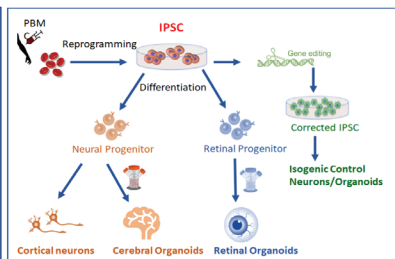 PBM
C
IPSC
Reprogramming
Gene editing
Differentiation
Corrected IPSC
Neural Progenitor
Retinal Progenitor
Isogenic Control
Neurons/Organoids
Cortical neurons
Cerebral Organoids
Retinal Organoids